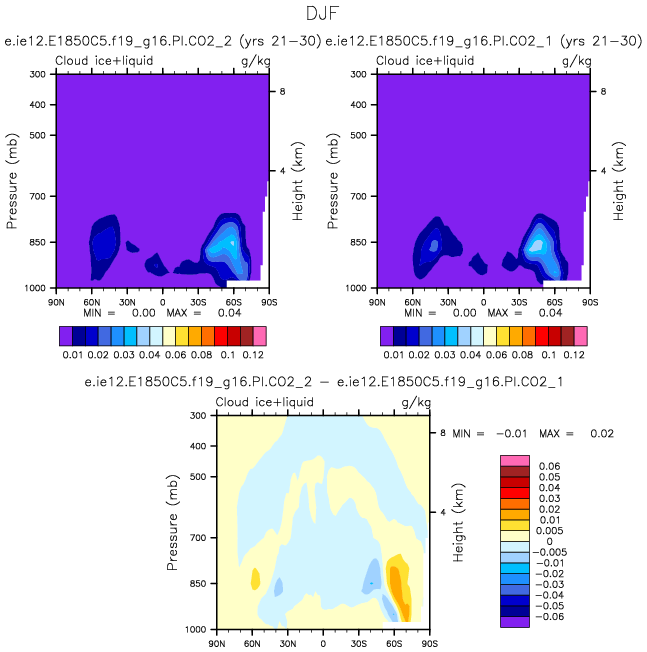 DJF
e.ie12.E1850C5.f19_g16.PI.CO2_2 (yrs 21-30) e.ie12.E1850C5.f19_g16.PI.CO2_1 (yrs 21-30)
Cloud ice+liquid g/kg Cloud ice+liquid g/kg
300 300
400 8 400 8
500 500
4 4
700 700
850 850
1000 1000
Pressure (mb) Height (km) Pressure (mb) Height (km)
90N 60N 30N 0 30S 60S 90S 90N 60N 30N 0 30S 60S 90S
MIN = 0.00 MAX = 0.04 MIN = 0.00 MAX = 0.04
0.01 0.02 0.03 0.04 0.06 0.08 0.1 0.12 0.01 0.02 0.03 0.04 0.06 0.08 0.1 0.12
e.ie12.E1850C5.f19_g16.PI.CO2_2 - e.ie12.E1850C5.f19_g16.PI.CO2_1
Cloud ice+liquid g/kg
MIN = -0.01 MAX = 0.02
300
400 8
500
4
700
850
1000
Pressure (mb) Height (km)
90N 60N 30N 0 30S 60S 90S
0.06
0.05
0.04
0.03
0.02
0.01
0.005
0
-0.005
-0.01
-0.02
-0.03
-0.04
-0.05
-0.06